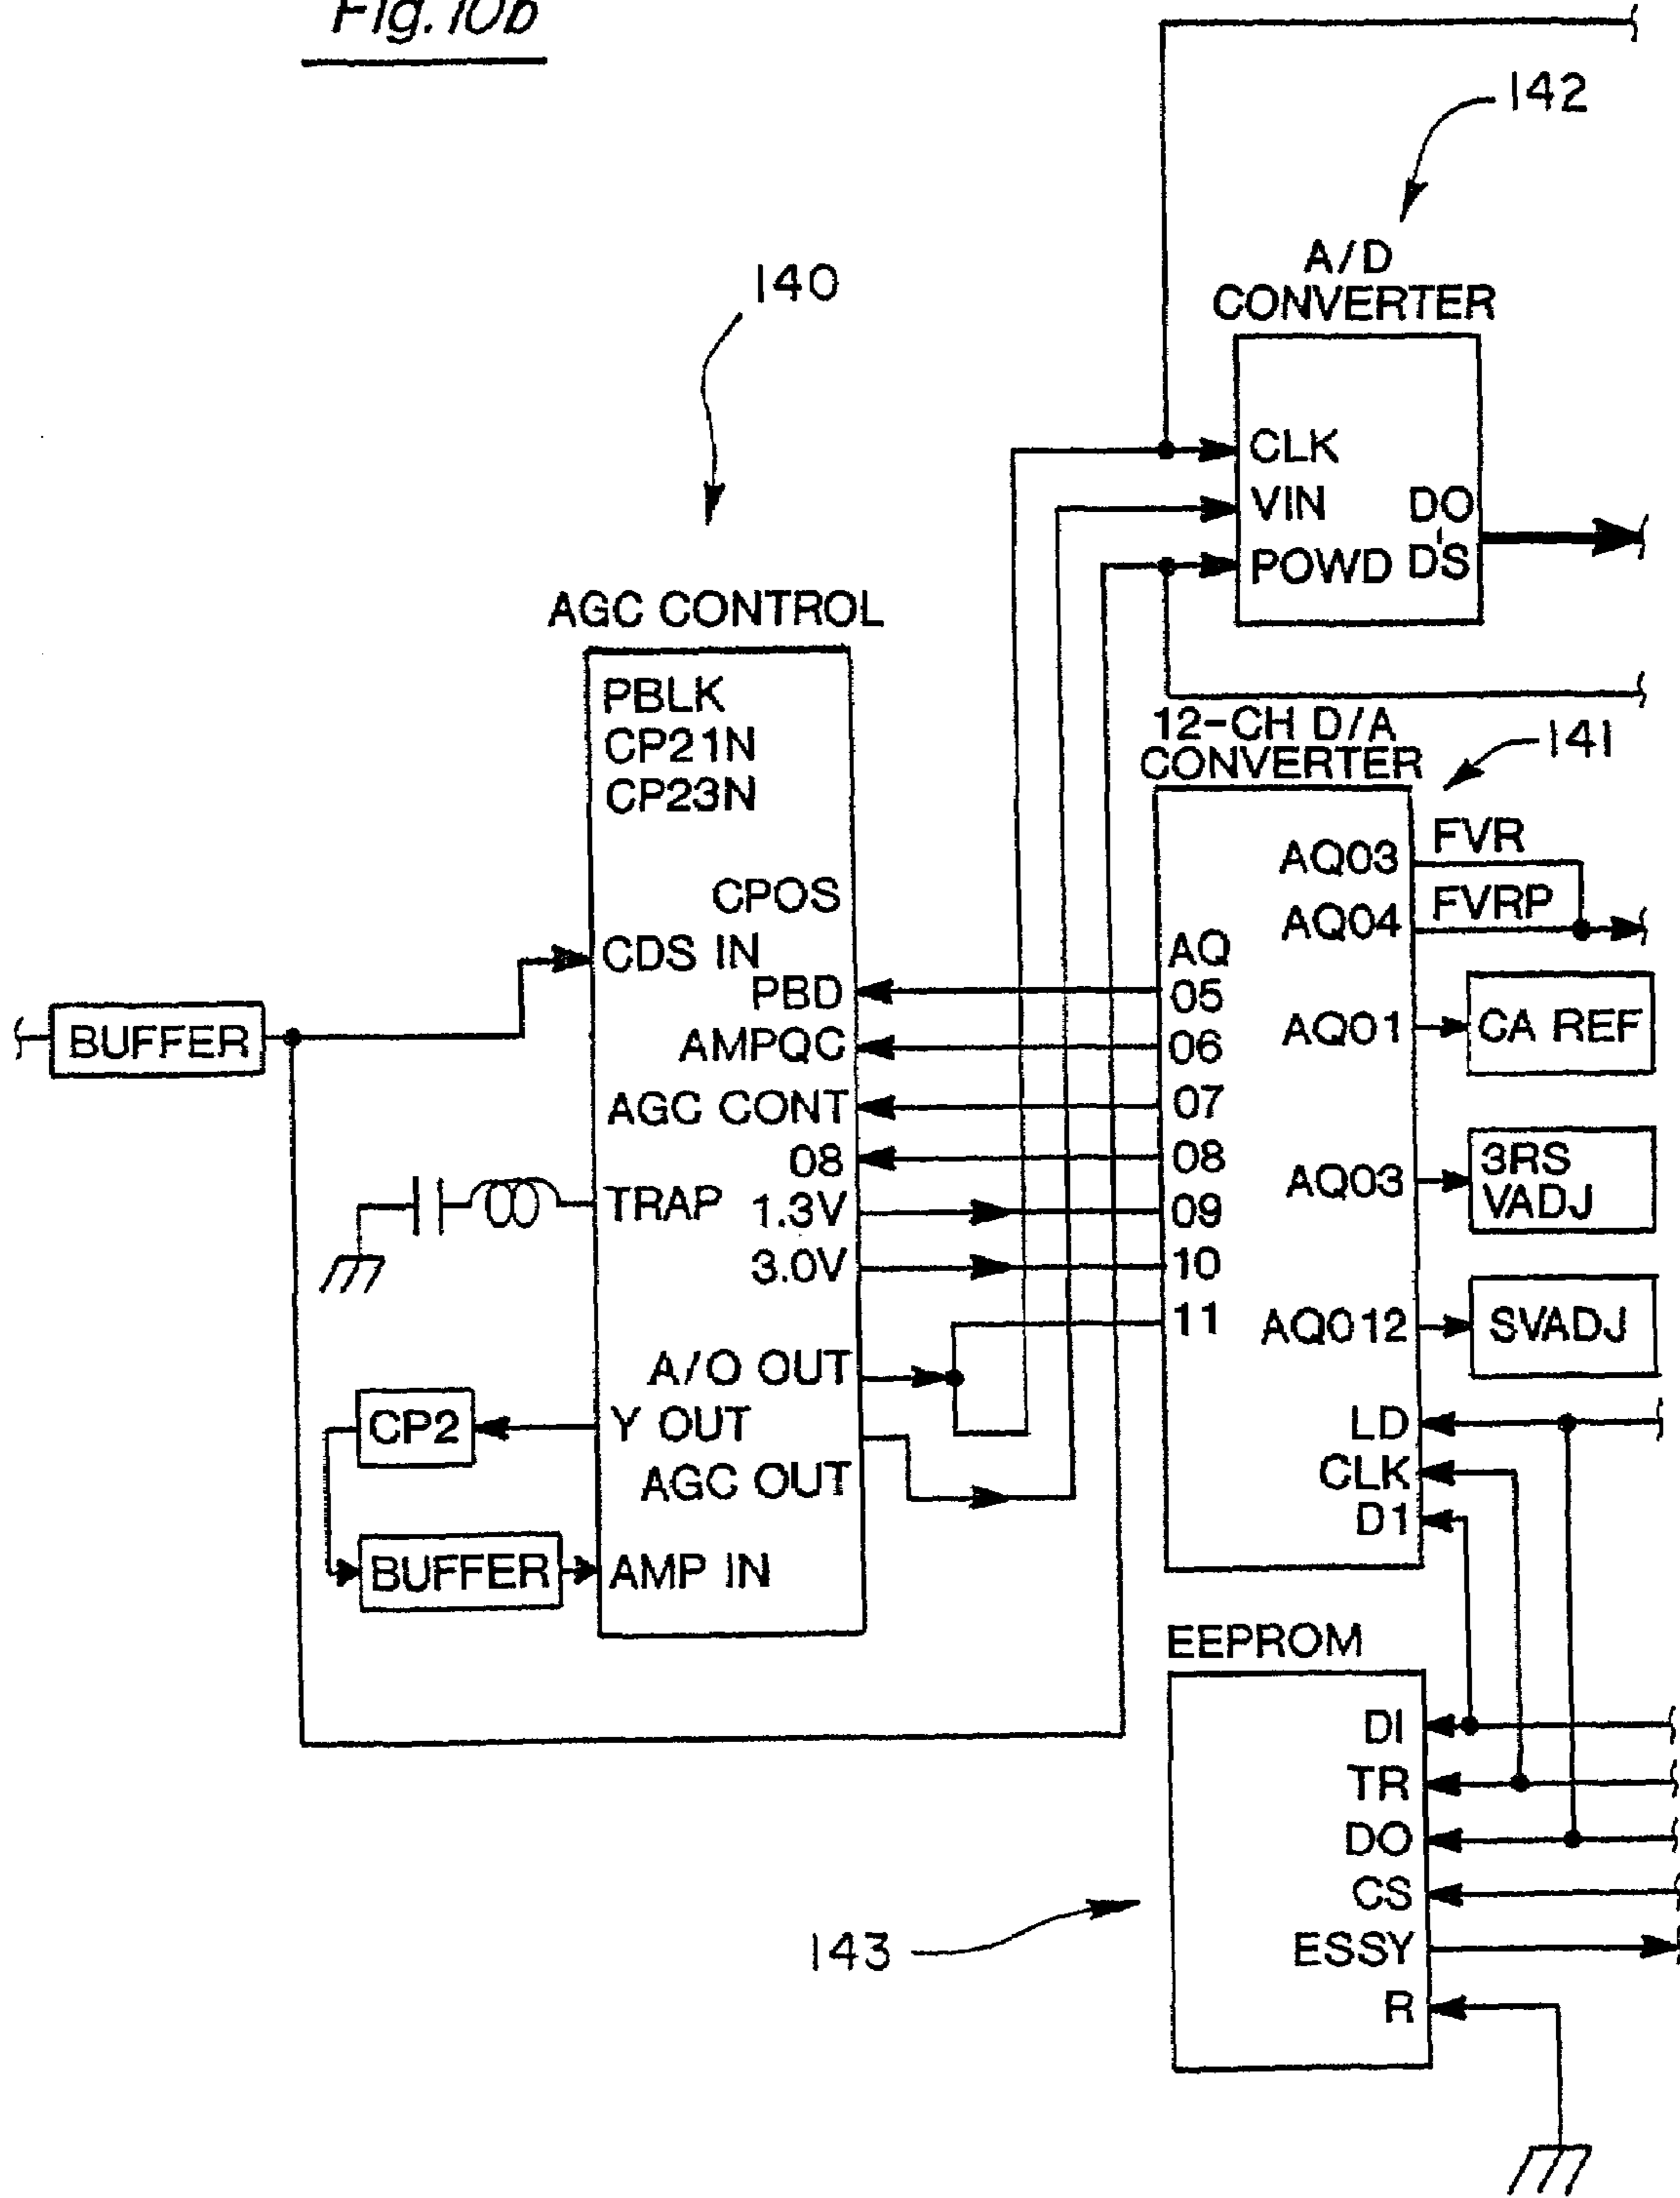 Fig. 10b
142
A/D
CONVERTER
CLK
VIN
POWD
DO
DS
140
AGC CONTROL
PBLK
CP21N
CP23N
CPOS
CDS IN
PBD
AMPQC
AGC CONT
08
TRAP
1.3V
3.0V
A/O OUT
Y OUT
AGC OUT
AMP IN
BUFFER
CP2
BUFFER
12-CH D/A
CONVERTER
141
AQ03
FVR
AQ04
FVRP
AQ
05
06
07
08
09
10
11
AQ01
CA REF
AQ03
3RS
VADJ
AQ012
SVADJ
LD
CLK
D1
EEPROM
DI
TR
DO
CS
ESSY
R
143